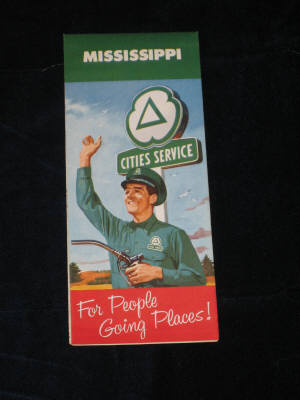 MISSISSIPPI
CITIES SERVICE
For People
Going Places!